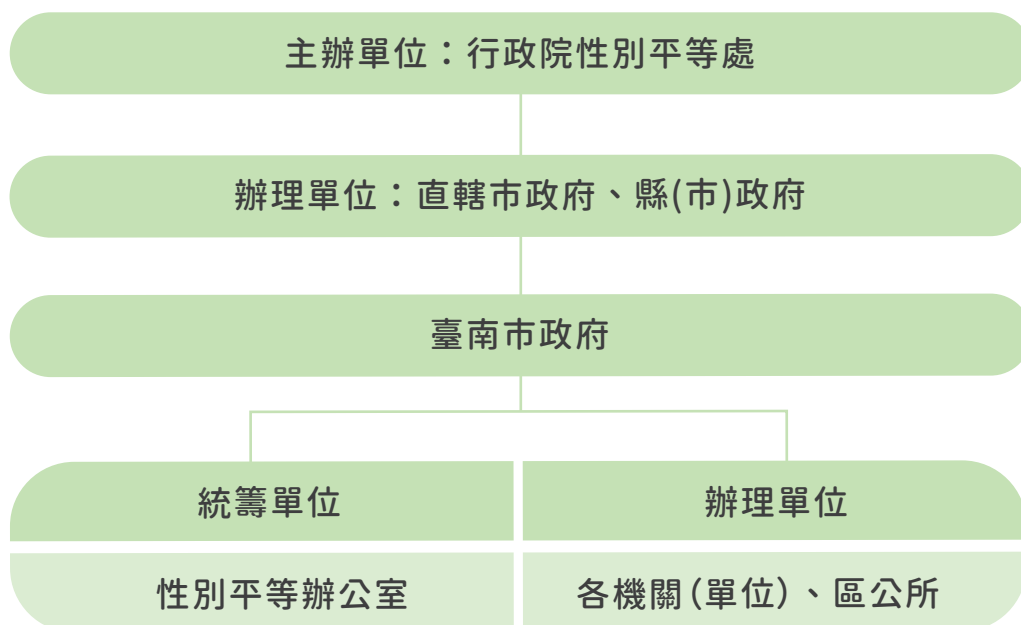 主辦單位：行政院性別平等處
辦理單位：直轄市政府、縣(市)政府
臺南市政府
統籌單位
辦理單位
性別平等辦公室
各機關(單位)、區公所